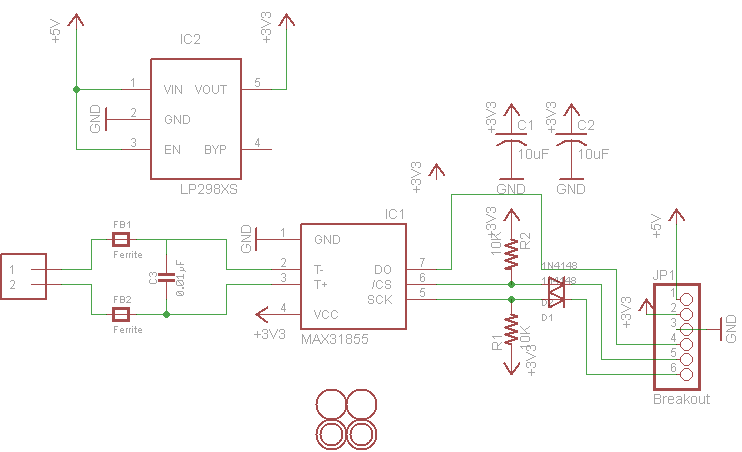 +5V
+3V3
IC2
1 VIN VOUT 5
GND 2 GND
3 EN BYP 4
LP298XS
+3V3 C1
10uF
GND
+3V3 C2
10uF
GND
+3V3
IC1
GND 1 GND
2 T- DO 7
3 T+ /CS 6
SCK 5
4 VCC
+3V3
MAX31855
FB1
Ferrite
1
2
C3
0.01µF
FB2
Ferrite
+3V3
10K
R2
1N4148
D1
R1
10K
+3V3
+5V
JP1
+3V3
1
2
3
4
5
6
GND
Breakout